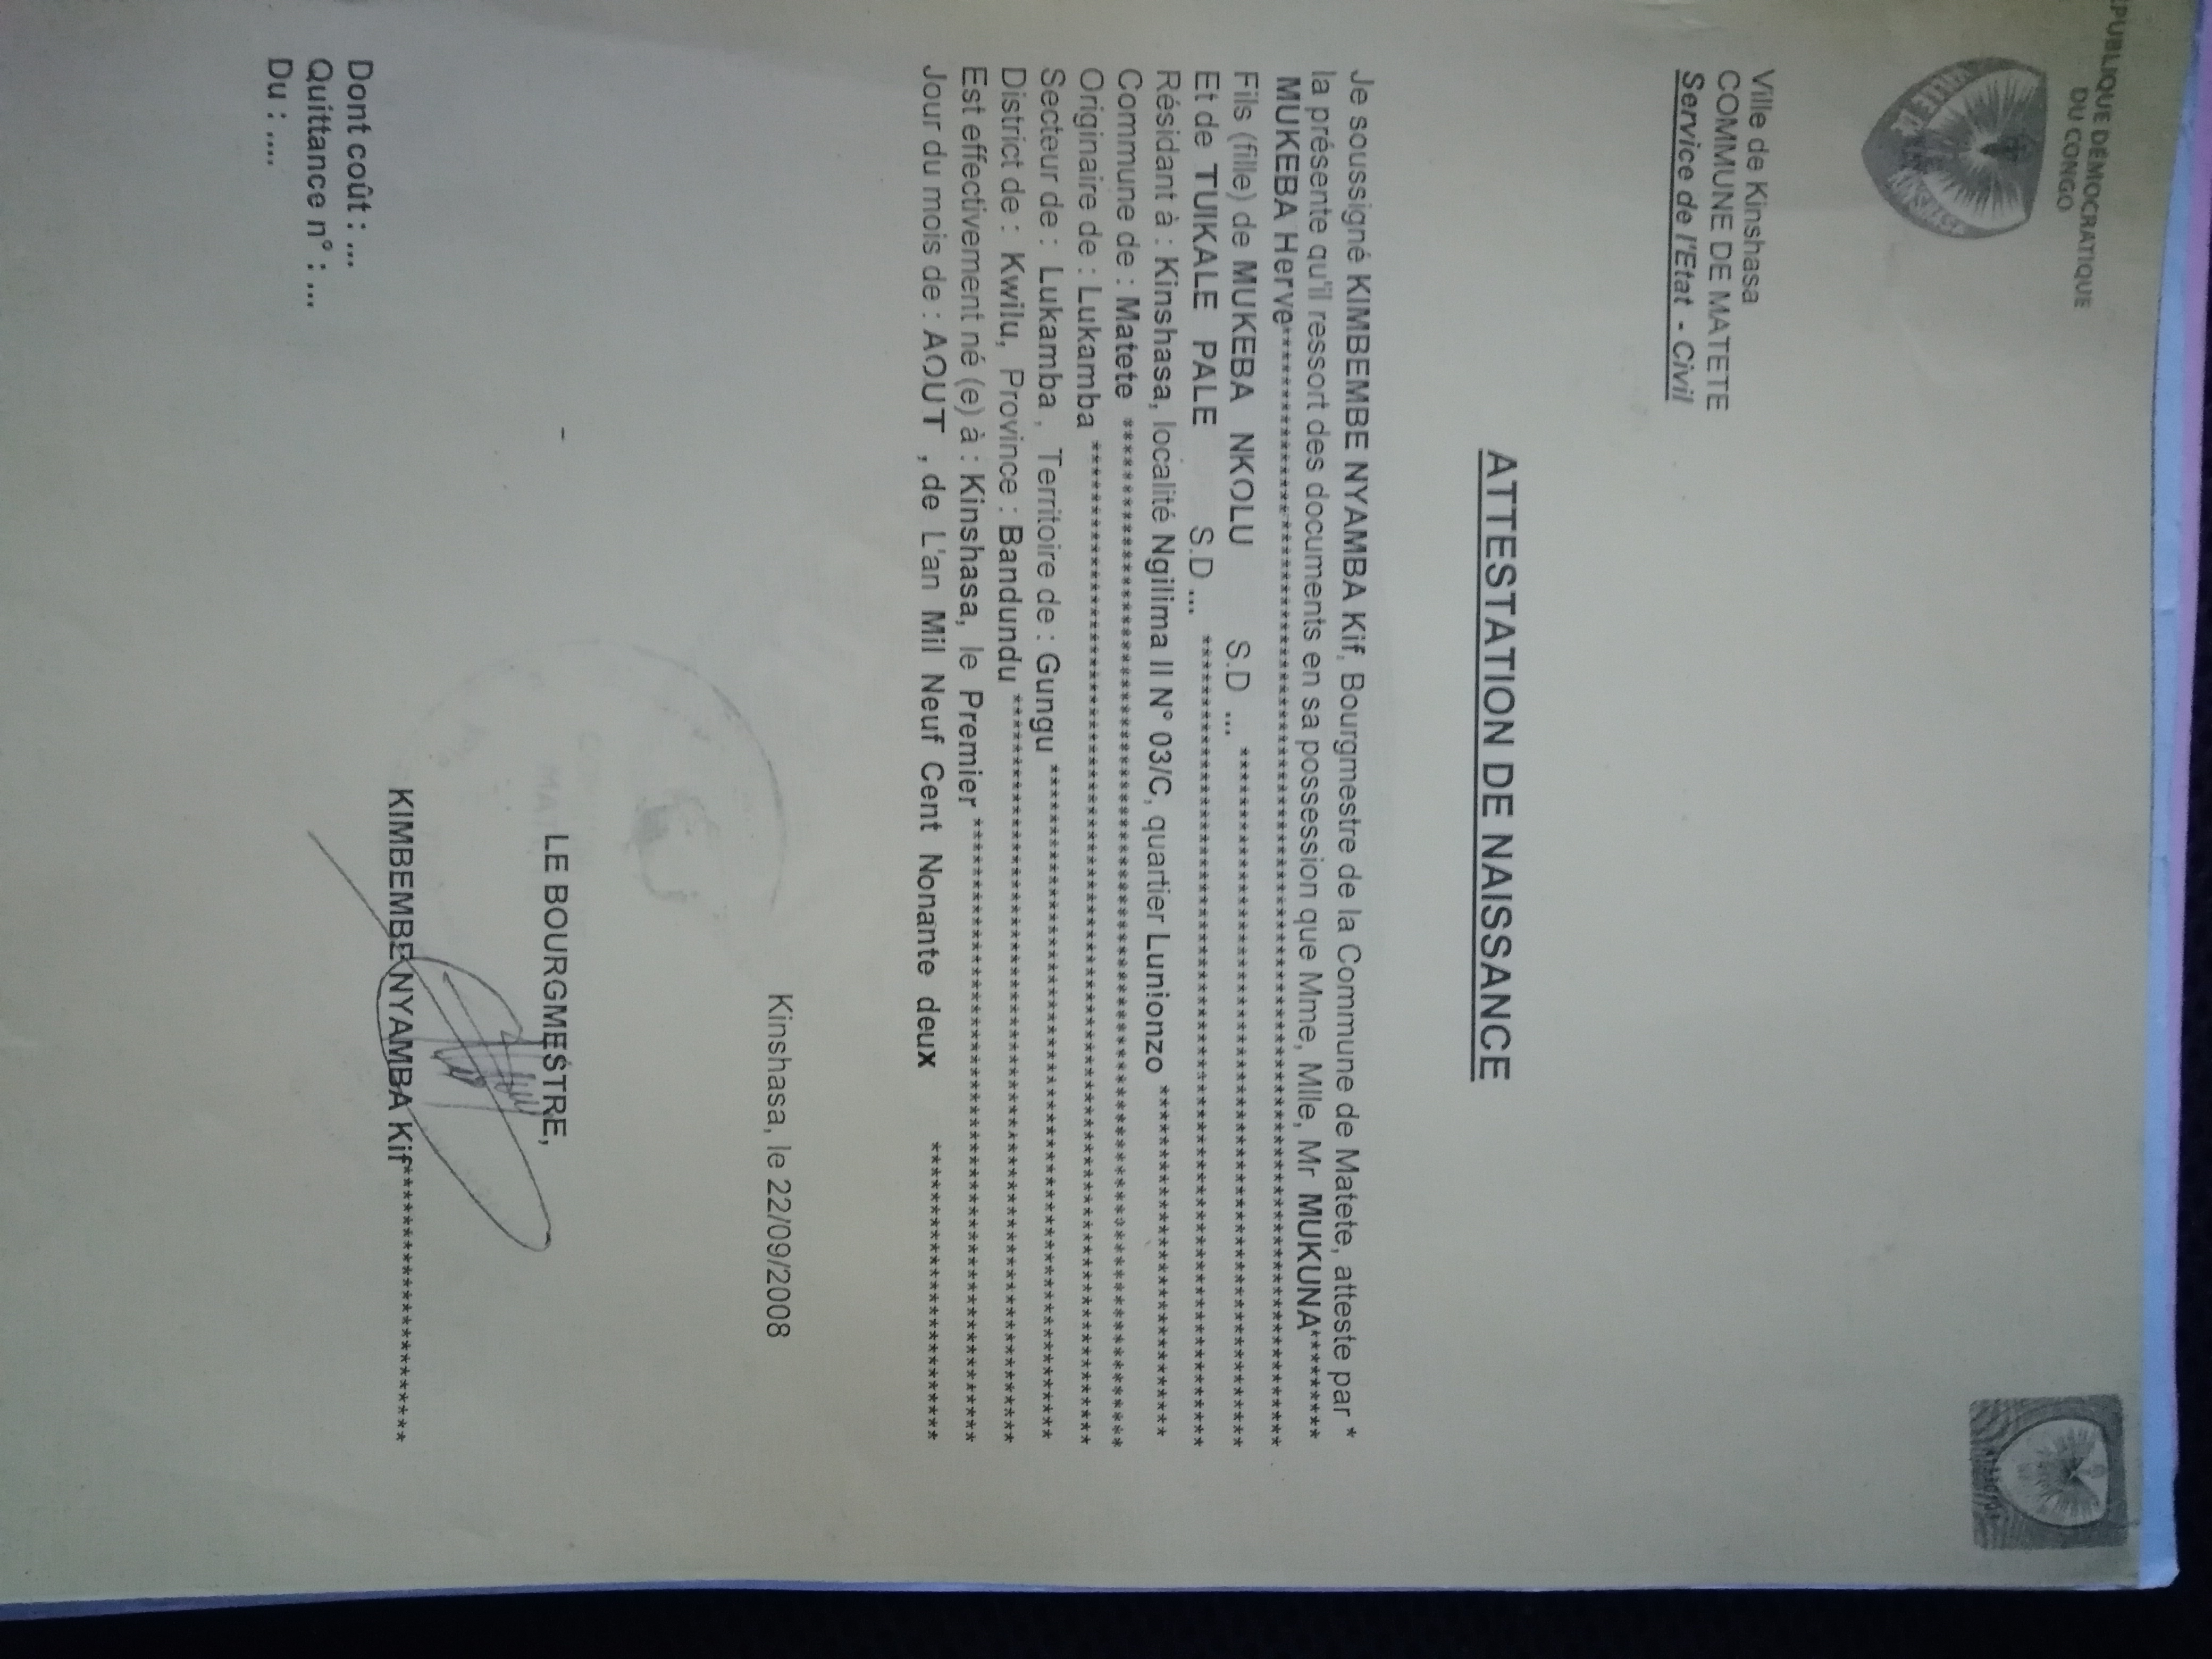 RÉPUBLIQUE DÉMOCRATIQUE
DU CONGO
Ville de Kinshasa
COMMUNE DE MATETE
Service de l'Etat - Civil
ATTESTATION DE NAISSANCE
Je soussigné KIMBEMBE NYAMBA Kif, Bourgmestre de la Commune de Matete, atteste par *
la présente qu'il ressort des documents en sa possession que Mme, Mlle, Mr MUKUNA********
MUKEBA Herve****************************************************************
Fils (fille) de MUKEBA NKOLU S.D ... ****************************************
Et de TUIKALE PALE S.D ... **********************************************
Résidant à : Kinshasa, localité Ngilima II N° 03/C, quartier Lunionzo ********************
Commune de : Matete **********************************************************
Originaire de : Lukamba ********************************************************
Secteur de : Lukamba , Territoire de : Gungu **************************************
District de : Kwilu, Province : Bandundu ******************************************
Est effectivement né (e) à : Kinshasa, le Premier ***********************************
Jour du mois de : AOUT , de L'an Mil Neuf Cent Nonante deux *****************
Kinshasa, le 22/09/2008
LE BOURGMESTRE,
KIMBEMBE NYAMBA Kif****************
Dont coût : ...
Quittance n° : ...
Du : ....